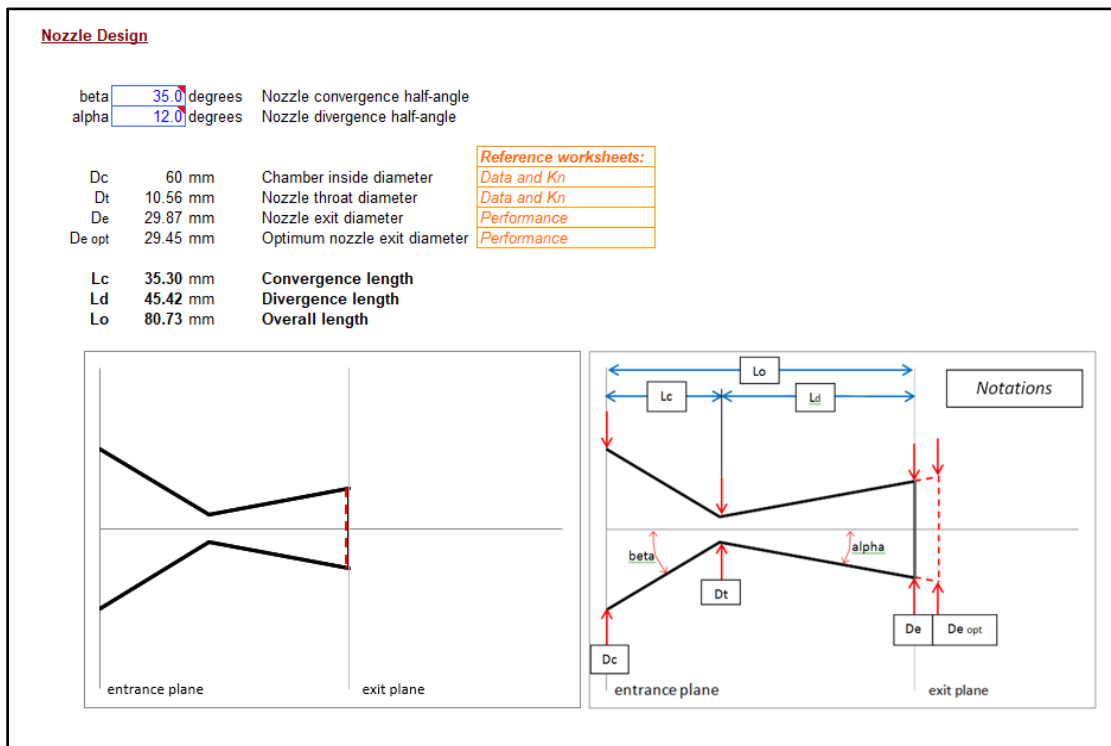 Nozzle Design
beta 35.0 degrees Nozzle convergence half-angle
alpha 12.0 degrees Nozzle divergence half-angle
Reference worksheets:
Dc 60 mm Chamber inside diameter Data and Kn
Dt 10.56 mm Nozzle throat diameter Data and Kn
De 29.87 mm Nozzle exit diameter Performance
De opt 29.45 mm Optimum nozzle exit diameter Performance
Lc 35.30 mm Convergence length
Ld 45.42 mm Divergence length
Lo 80.73 mm Overall length
entrance plane exit plane
Lo
Notations
Lc Ld
beta alpha
Dt
De De opt
Dc
entrance plane exit plane